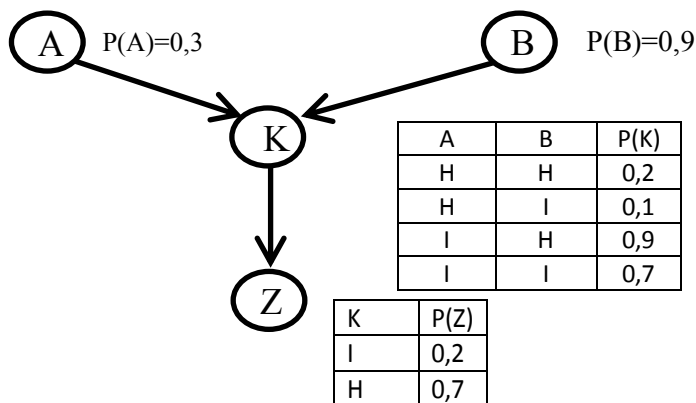 A P(A)=0,3 B P(B)=0,9
K
A B P(K)
H H 0,2
H I 0,1
I H 0,9
I I 0,7
Z
K P(Z)
I 0,2
H 0,7